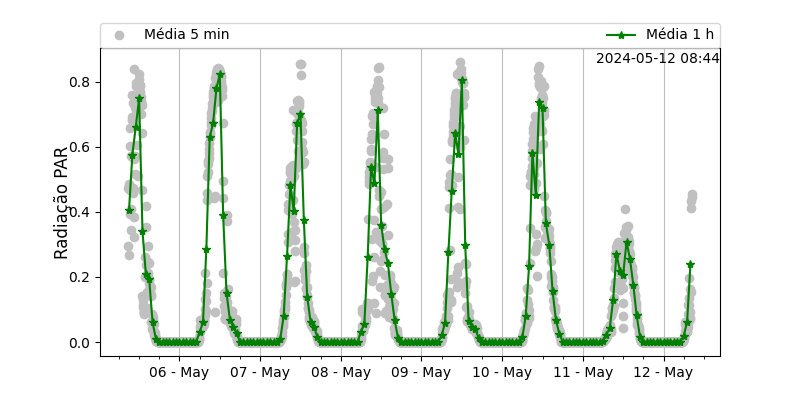 Média 5 min
Média 1 h
2024-05-12 08:44
Radiação PAR
0.8
0.6
0.4
0.2
0.0
06 - May
07 - May
08 - May
09 - May
10 - May
11 - May
12 - May